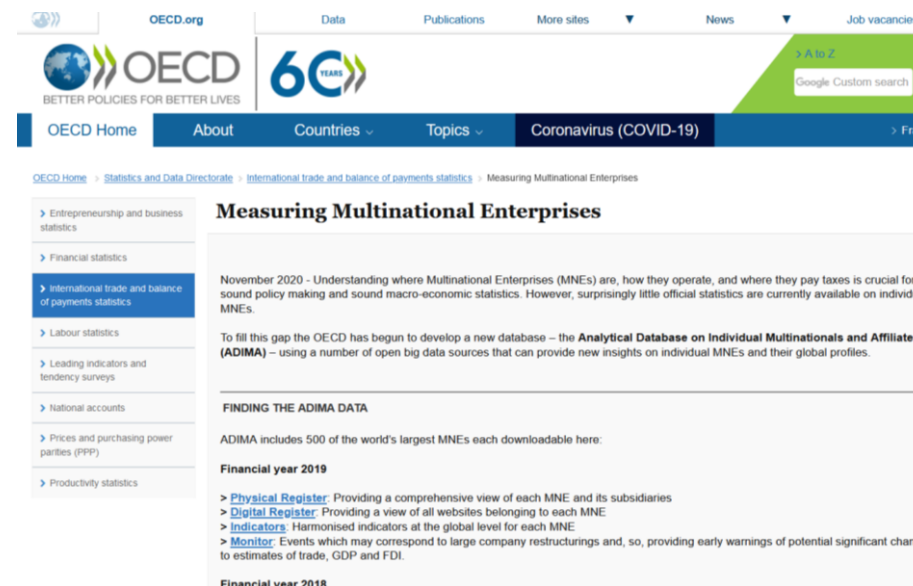 OECD.org Data Publications More sites News Job vacancie
OECD
BETTER POLICIES FOR BETTER LIVES
60 YEARS
> A to Z
Google Custom search
OECD Home About Countries Topics Coronavirus (COVID-19) > Fr
OECD Home > Statistics and Data Directorate > International trade and balance of payments statistics > Measuring Multinational Enterprises
> Entrepreneurship and business
statistics
> Financial statistics
> International trade and balance
of payments statistics
> Labour statistics
> Leading indicators and
tendency surveys
> National accounts
> Prices and purchasing power
parities (PPP)
> Productivity statistics
Measuring Multinational Enterprises
November 2020 - Understanding where Multinational Enterprises (MNEs) are, how they operate, and where they pay taxes is crucial for
sound policy making and sound macro-economic statistics. However, surprisingly little official statistics are currently available on individ
MNEs.
To fill this gap the OECD has begun to develop a new database – the Analytical Database on Individual Multinationals and Affiliate
(ADIMA) – using a number of open big data sources that can provide new insights on individual MNEs and their global profiles.
FINDING THE ADIMA DATA
ADIMA includes 500 of the world's largest MNEs each downloadable here:
Financial year 2019
> Physical Register: Providing a comprehensive view of each MNE and its subsidiaries
> Digital Register: Providing a view of all websites belonging to each MNE
> Indicators: Harmonised indicators at the global level for each MNE
> Monitor: Events which may correspond to large company restructurings and, so, providing early warnings of potential significant char
to estimates of trade, GDP and FDI.
Financial year 2018